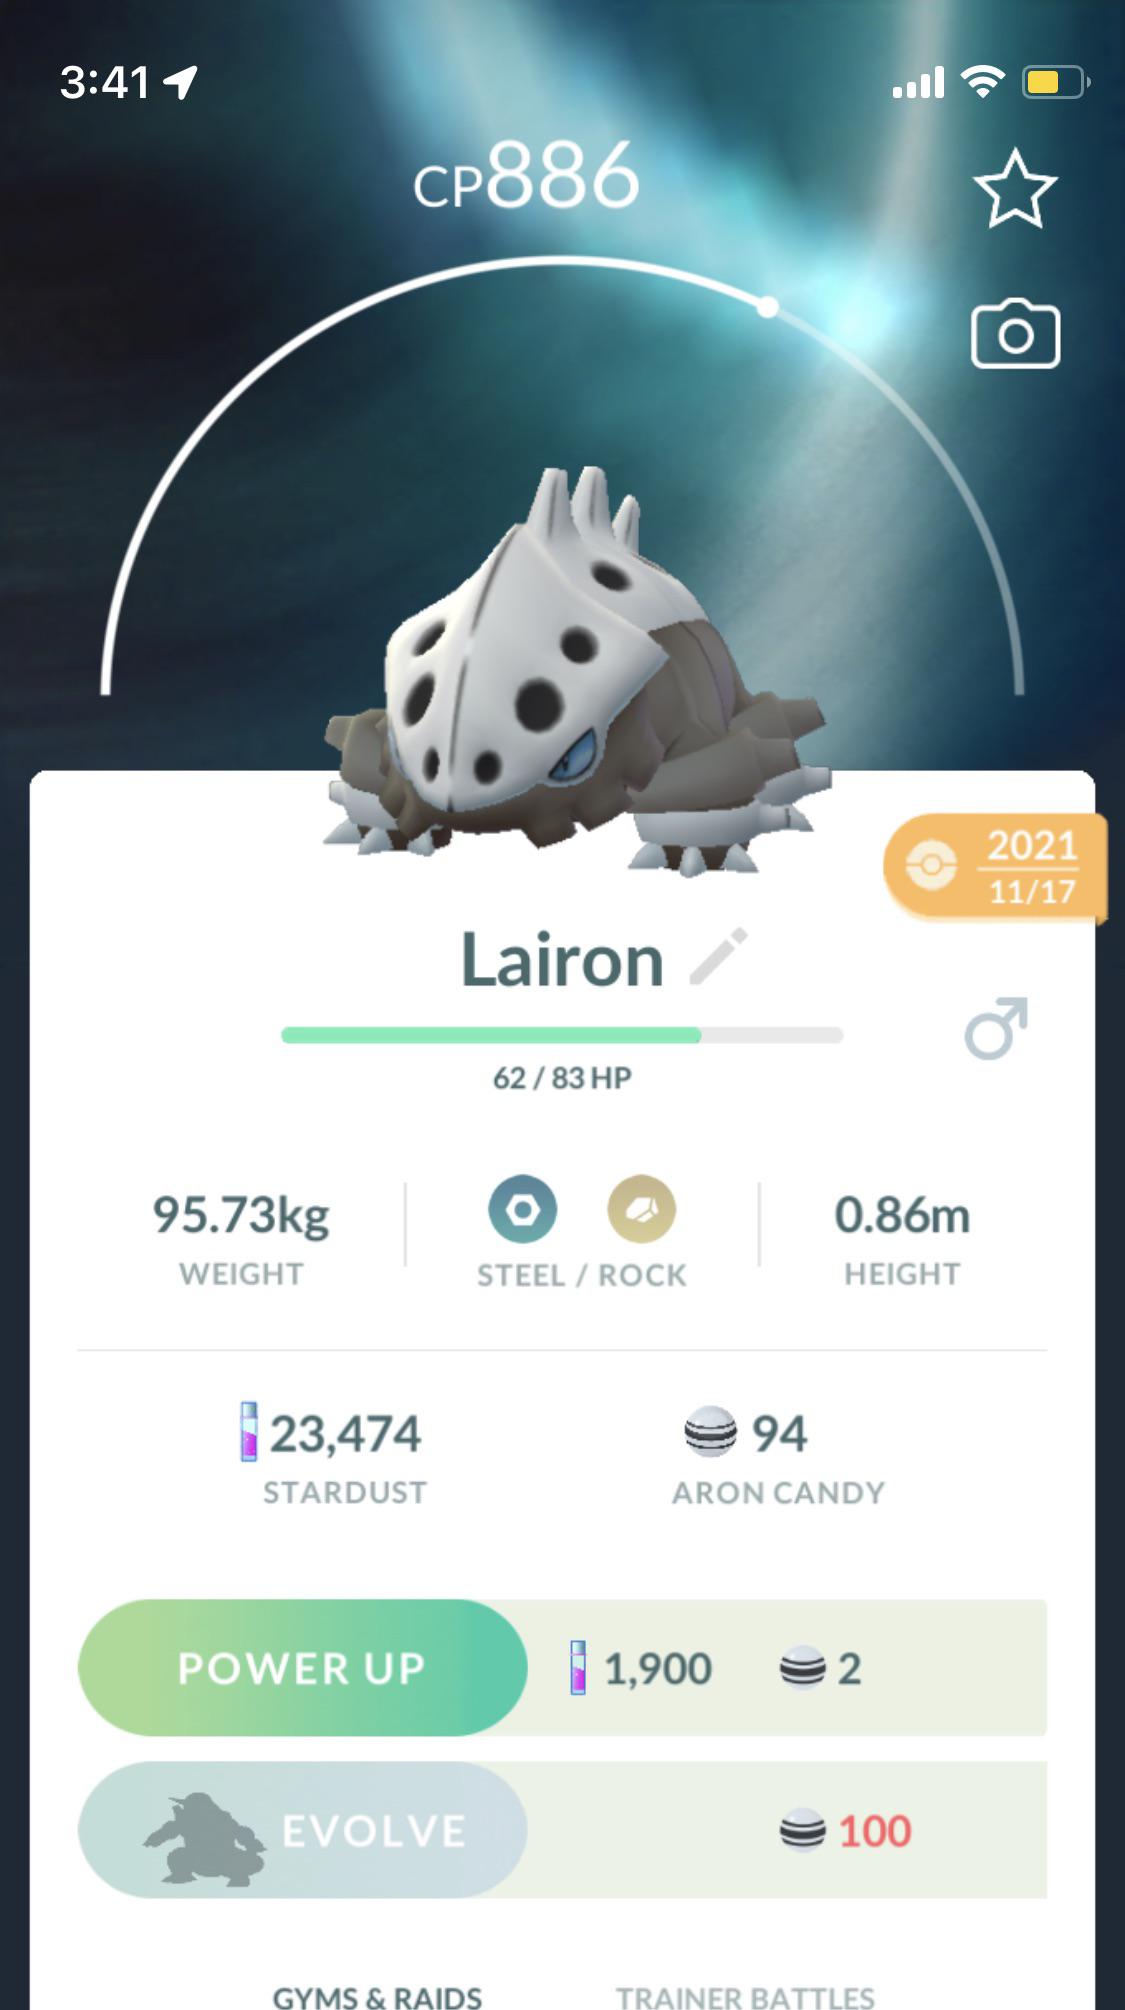 3:41
CP886
2021
11/17
Lairon
62 / 83 HP
95.73kg
WEIGHT
STEEL / ROCK
0.86m
HEIGHT
23,474
STARDUST
94
ARON CANDY
POWER UP 1,900 2
EVOLVE 100
GYMS & RAIDS TRAINER BATTLES